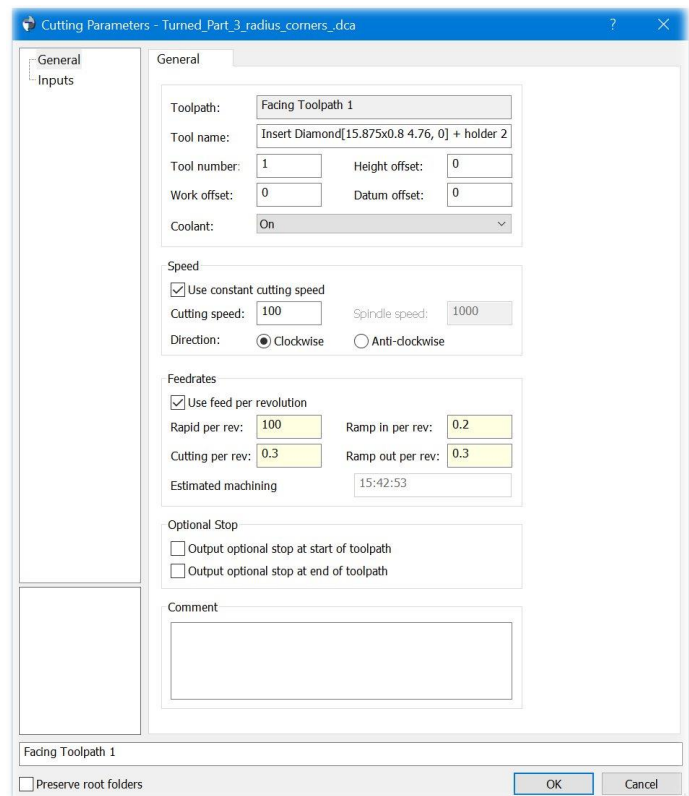 Cutting Parameters - Turned_Part_3_radius_corners_.dca ?
General
Inputs
General
Toolpath: Facing Toolpath 1
Tool name: Insert Diamond[15.875x0.8 4.76, 0] + holder 2
Tool number: 1 Height offset: 0
Work offset: 0 Datum offset: 0
Coolant: On
Speed
Use constant cutting speed
Cutting speed: 100 Spindle speed: 1000
Direction: Clockwise Anti-clockwise
Feedrates
Use feed per revolution
Rapid per rev: 100 Ramp in per rev: 0.2
Cutting per rev: 0.3 Ramp out per rev: 0.3
Estimated machining 15:42:53
Optional Stop
Output optional stop at start of toolpath
Output optional stop at end of toolpath
Comment
Facing Toolpath 1
Preserve root folders OK Cancel